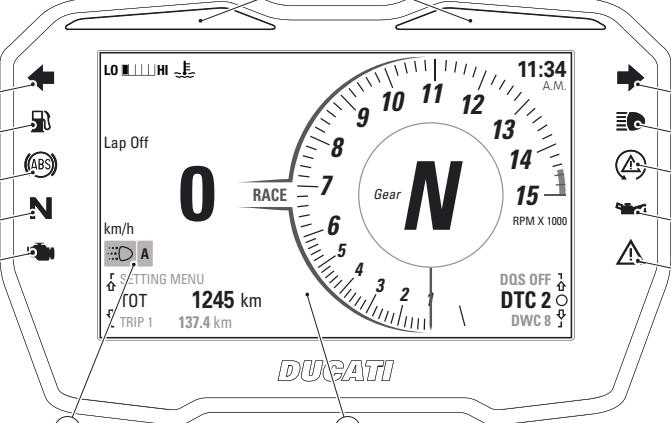 LO HI
11:34
A.M.
Lap Off
0
km/h
A
SETTING MENU
TOT 1245 km
TRIP 1 137.4 km
RACE
Gear
N
1
2
3
4
5
6
7
8
9
10
11
12
13
14
15
RPM X 1000
DQS OFF
DTC 2
DWC 8
ABS
N
DUCATI